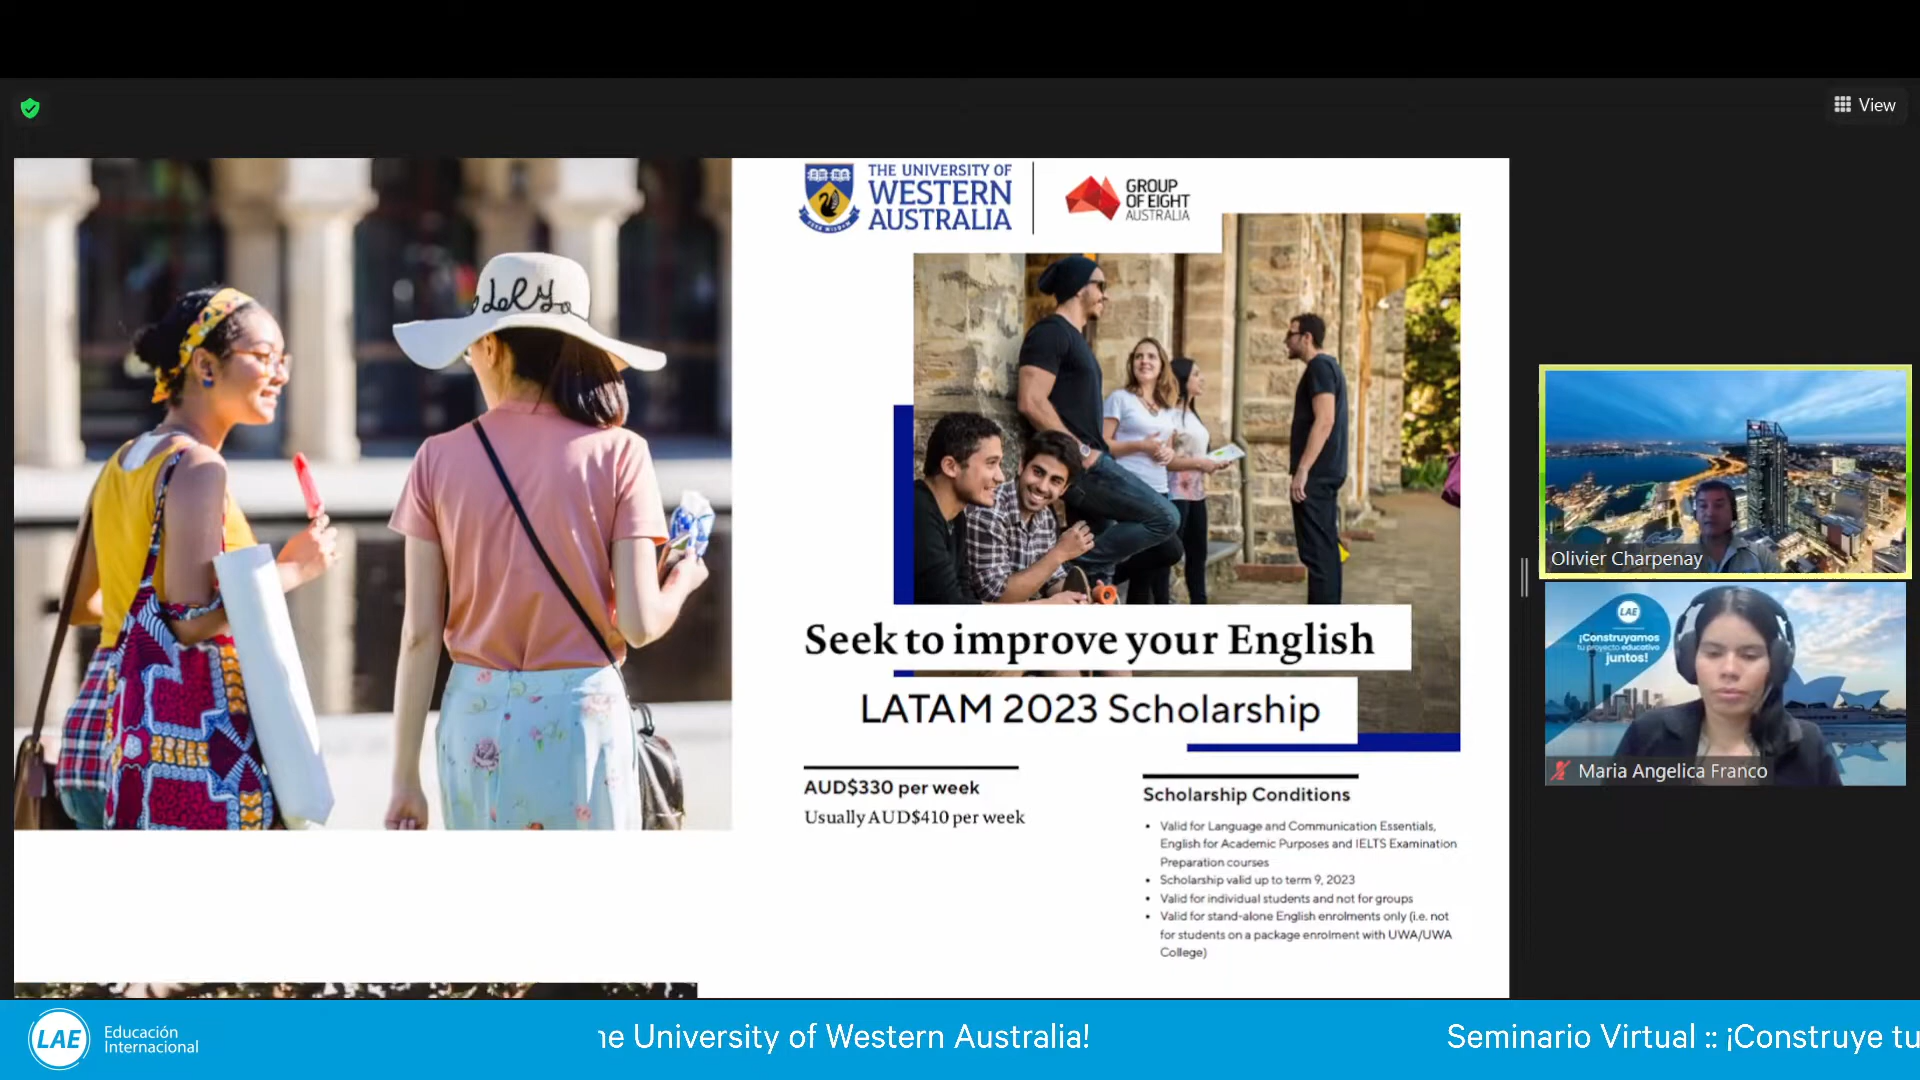 View
THE UNIVERSITY OF
WESTERN
AUSTRALIA
SEEK WISDOM
GROUP
OF EIGHT
AUSTRALIA
Seek to improve your English
LATAM 2023 Scholarship
AUD$330 per week
Usually AUD$410 per week
Scholarship Conditions
• Valid for Language and Communication Essentials,
English for Academic Purposes and IELTS Examination
Preparation courses
• Scholarship valid up to term 9, 2023
• Valid for individual students and not for groups
• Valid for stand-alone English enrolments only (i.e. not
for students on a package enrolment with UWA/UWA
College)
Olivier Charpenay
LAE
¡Construyamos
tu proyecto educativo
juntos!
Maria Angelica Franco
LAE
Educación
Internacional
he University of Western Australia!
Seminario Virtual :: ¡Construye tu